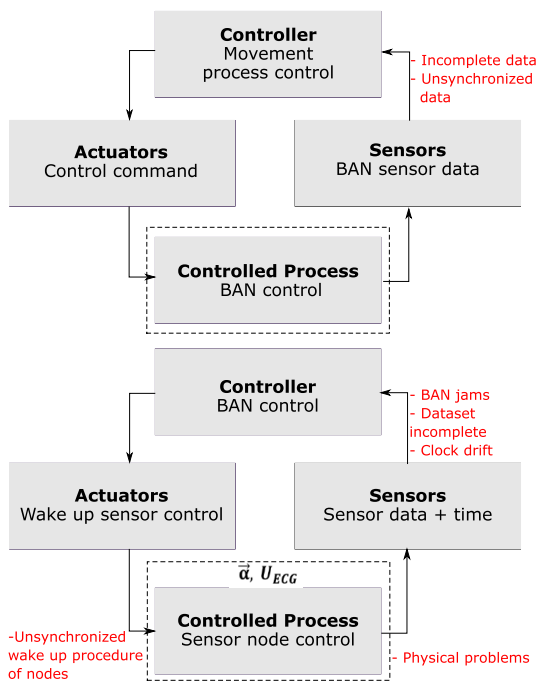 Controller
Movement
process control
- Incomplete data
- Unsynchronized
data
Actuators
Control command
Sensors
BAN sensor data
Controlled Process
BAN control
Controller
BAN control
- BAN jams
- Dataset
incomplete
- Clock drift
Actuators
Wake up sensor control
Sensors
Sensor data + time
α⃗, U_ECG
Controlled Process
Sensor node control
-Unsynchronized
wake up procedure
of nodes
- Physical problems